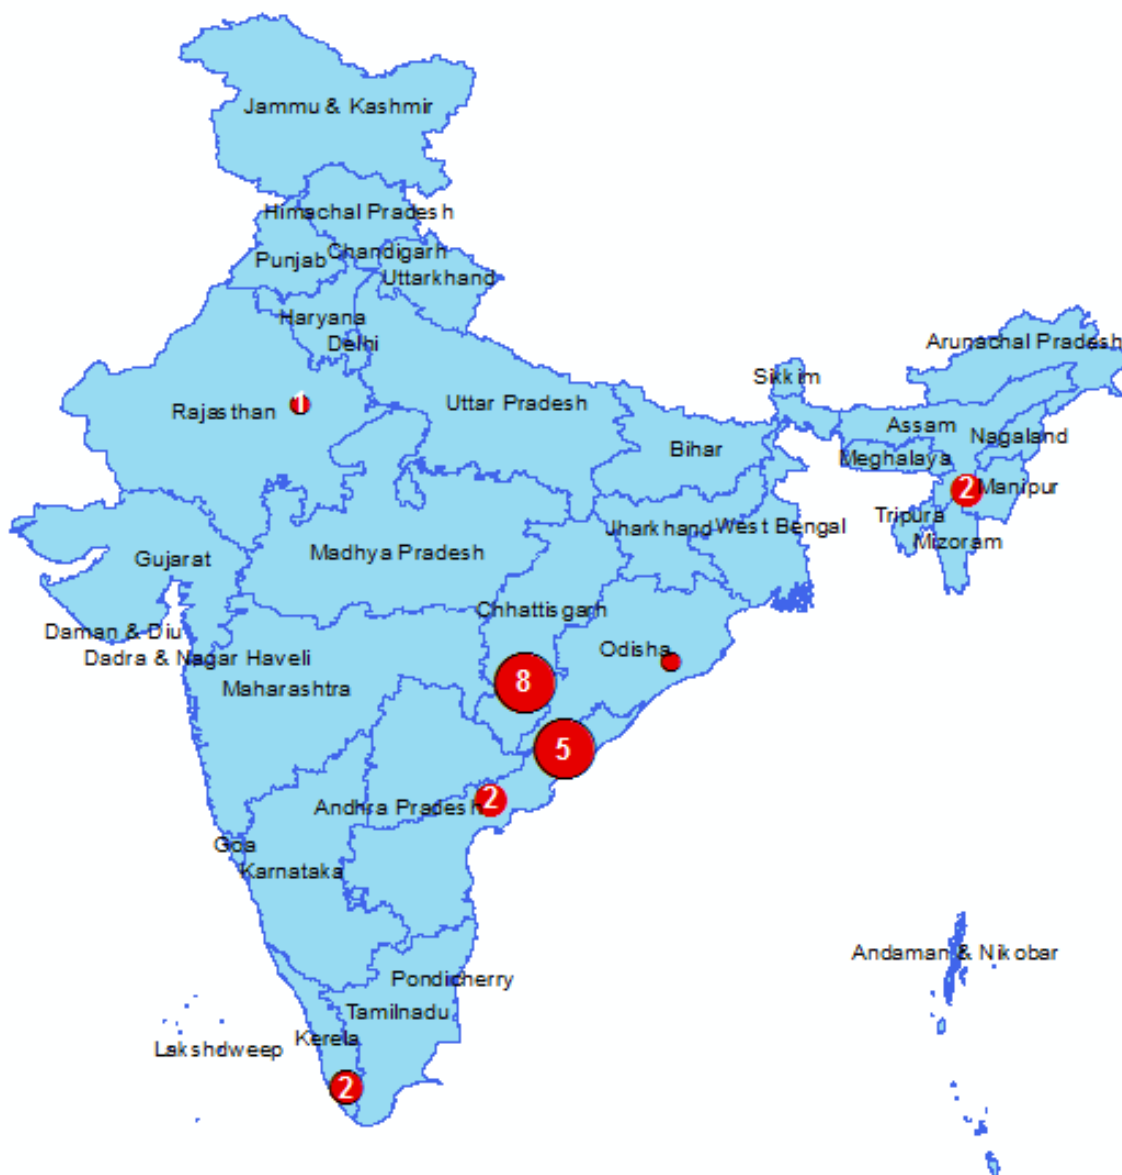 Jammu & Kashmir
Himachal Pradesh
Chandigarh
Punjab
Uttarkhand
Haryana
Delhi
Arunachal Pradesh
Sikkim
Rajasthan
1
Uttar Pradesh
Assam
Nagaland
Bihar
Meghalaya
2
Manipur
Tripura
Jharkhand
West Bengal
Mizoram
Madhya Pradesh
Gujarat
Chhattisgarh
Daman & Diu
Odisha
Dadra & Nagar Haveli
8
Maharashtra
5
Andhra Pradesh
2
Goa
Karnataka
Andaman & Nikobar
Pondicherry
Tamilnadu
Kerela
Lakshdweep
2